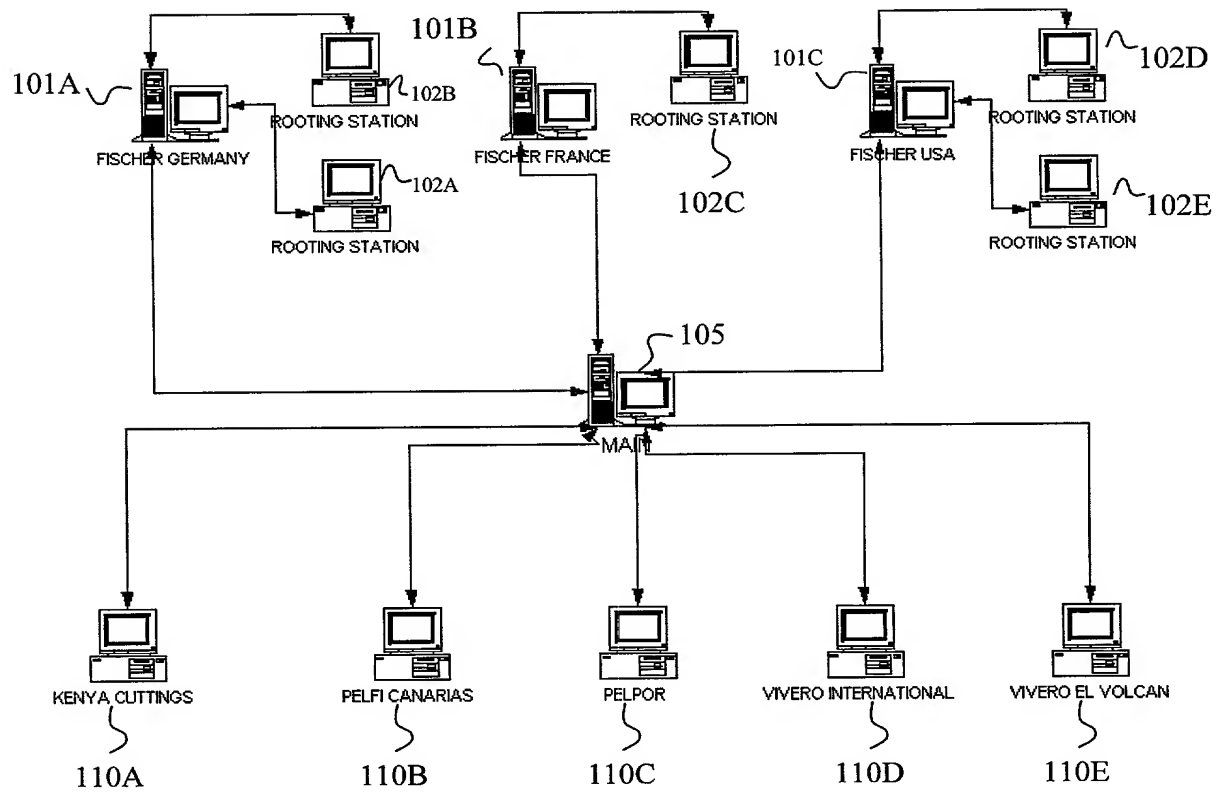 101A
102B
ROOTING STATION
FISCHER GERMANY
102A
ROOTING STATION
101B
ROOTING STATION
FISCHER FRANCE
102C
101C
102D
ROOTING STATION
FISCHER USA
102E
ROOTING STATION
105
MAIN
KENYA CUTTINGS
PELFI CANARIAS
PELPOR
VIVERO INTERNATIONAL
VIVERO EL VOLCAN
110A
110B
110C
110D
110E